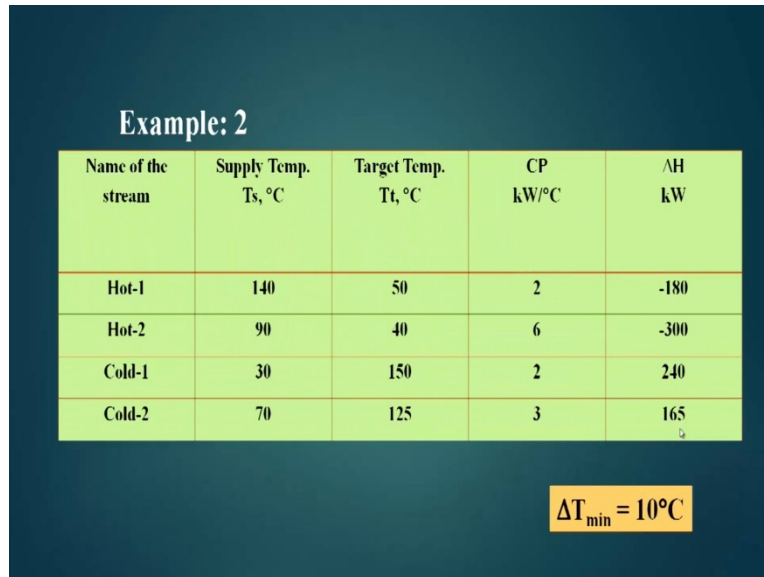 Example: 2
Name of the stream Supply Temp. Ts, °C Target Temp. Tt, °C CP kW/°C ΔH kW
Hot-1 140 50 2 -180
Hot-2 90 40 6 -300
Cold-1 30 150 2 240
Cold-2 70 125 3 165
ΔTmin = 10°C